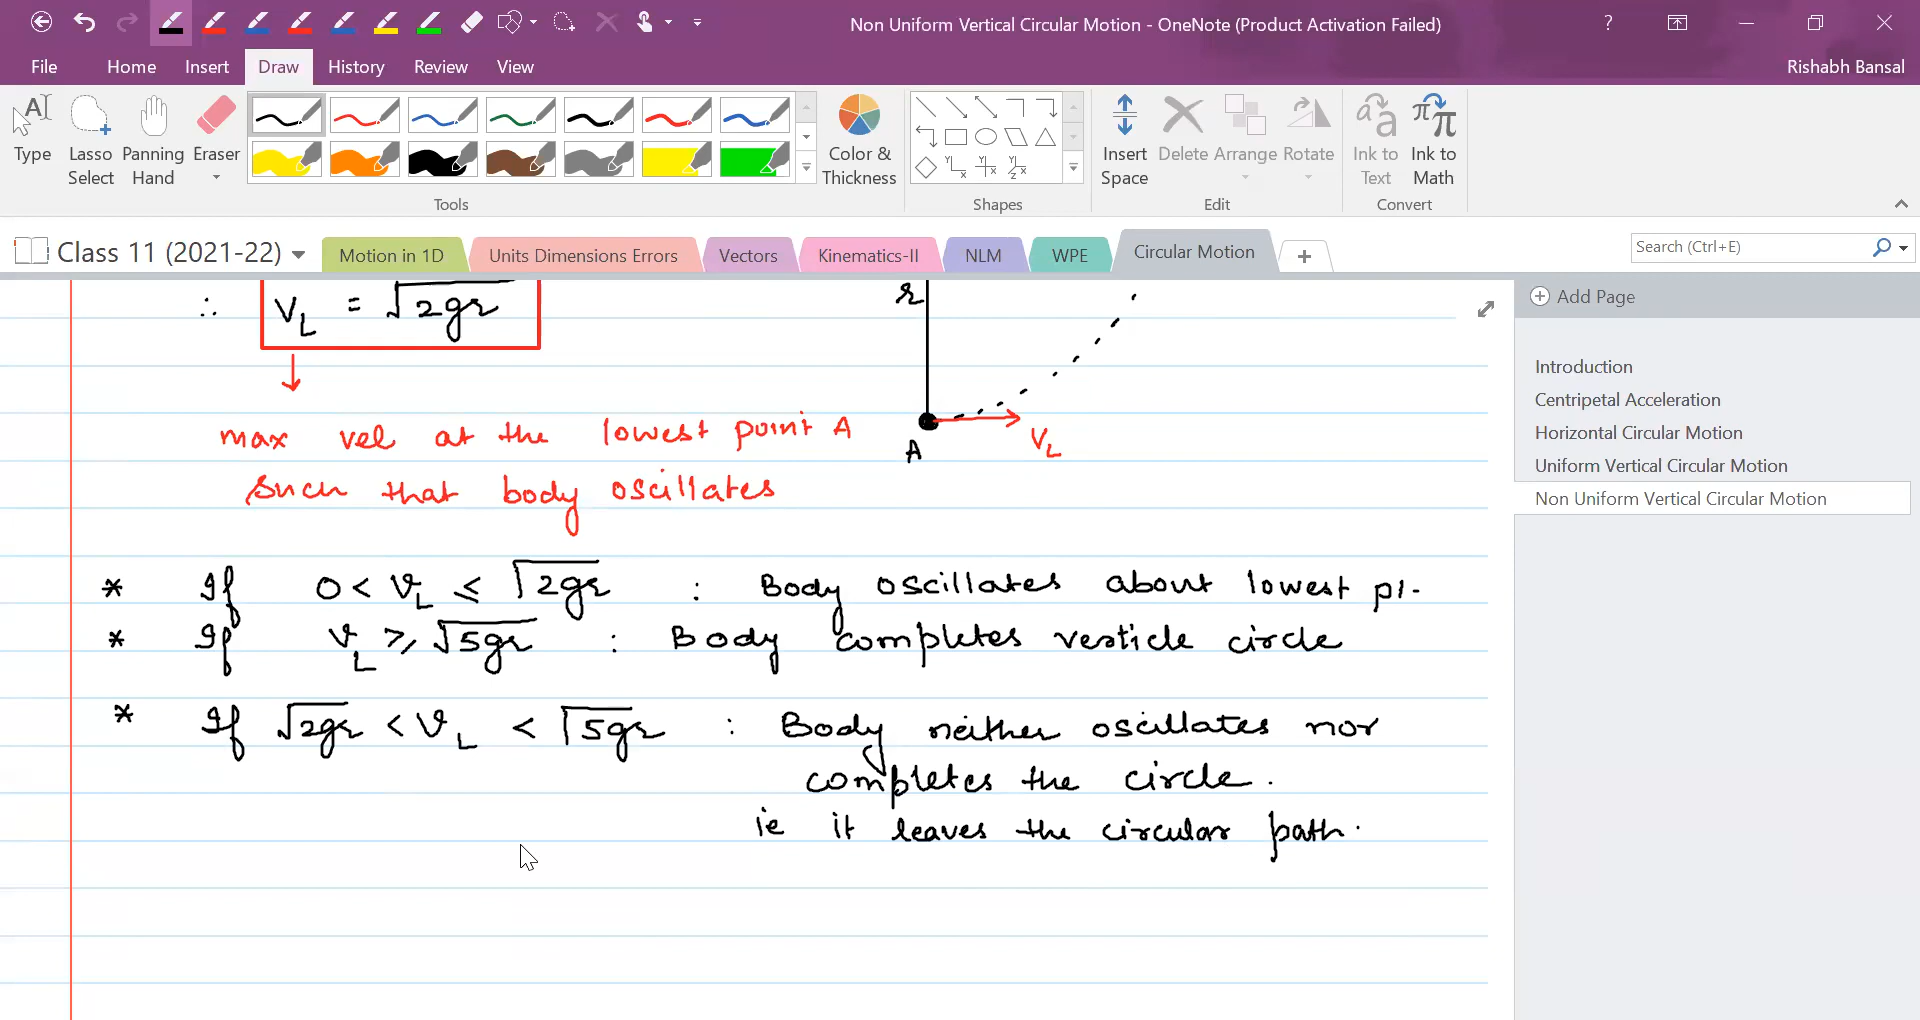 Non Uniform Vertical Circular Motion - OneNote (Product Activation Failed)
?
File Home Insert Draw History Review View
Rishabh Bansal
Type
Lasso Select
Panning Hand
Eraser
Color & Thickness
Insert Space
Delete
Arrange
Rotate
Ink to Text
Ink to Math
Tools
Shapes
Edit
Convert
Class 11 (2021-22)
Motion in 1D
Units Dimensions Errors
Vectors
Kinematics-II
NLM
WPE
Circular Motion
+
Search (Ctrl+E)
Add Page
Introduction
Centripetal Acceleration
Horizontal Circular Motion
Uniform Vertical Circular Motion
Non Uniform Vertical Circular Motion
∴ V_L = √2gr
r
A
V_L
max vel at the lowest point A
such that body oscillates
* If 0 < V_L ≤ √2gr : Body oscillates about lowest pt.
* If V_L ≥ √5gr : Body completes verticle circle
* If √2gr < V_L < √5gr : Body neither oscillates nor
completes the circle.
ie it leaves the circular path.